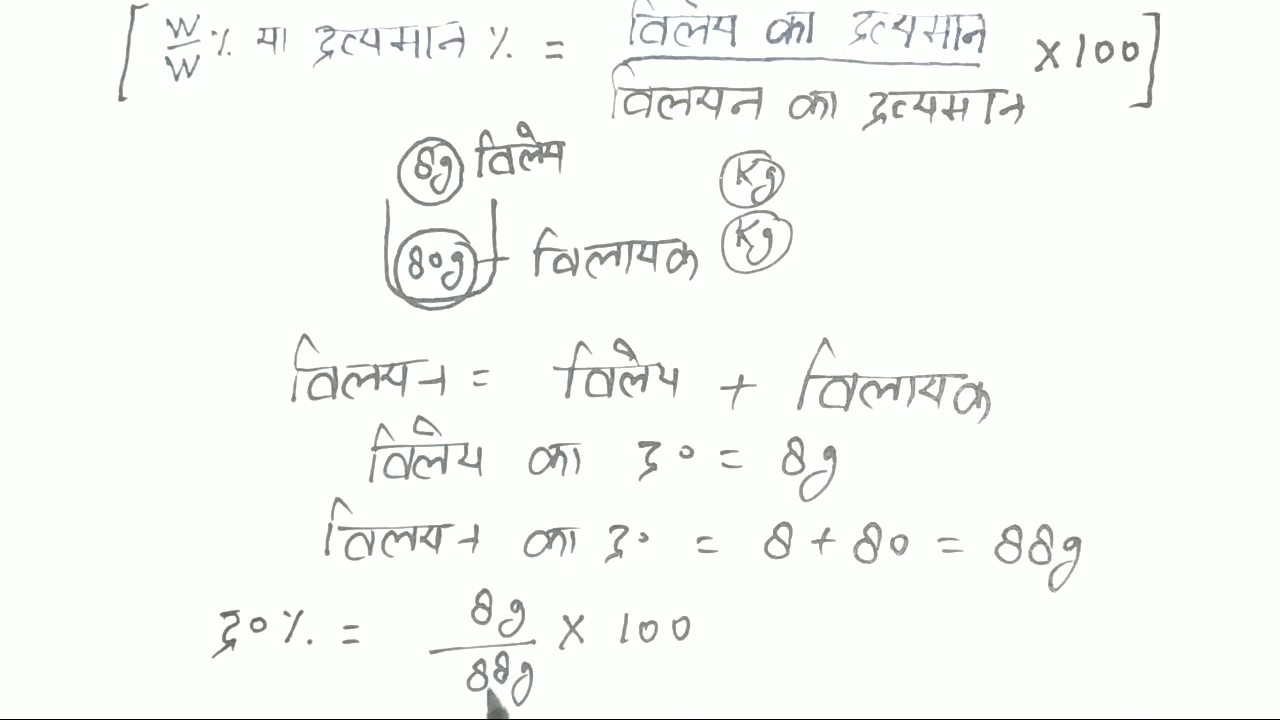 [ W/W % या द्रव्यमान % = विलेय का द्रव्यमान / विलयन का द्रव्यमान × 100 ]
8g विलेय Kg
80g विलायक Kg
विलयन = विलेय + विलायक
विलेय का द्र० = 8g
विलयन का द्र० = 8 + 80 = 88g
द्र० % = 8g / 88g × 100